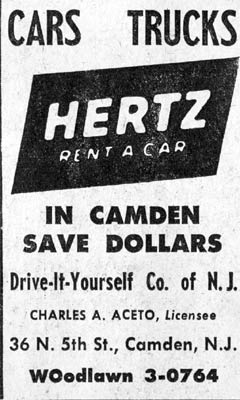 CARS TRUCKS
HERTZ
RENT A CAR
IN CAMDEN
SAVE DOLLARS
Drive-It-Yourself Co. of N.J.
CHARLES A. ACETO, Licensee
36 N. 5th St., Camden, N.J.
WOodlawn 3-0764